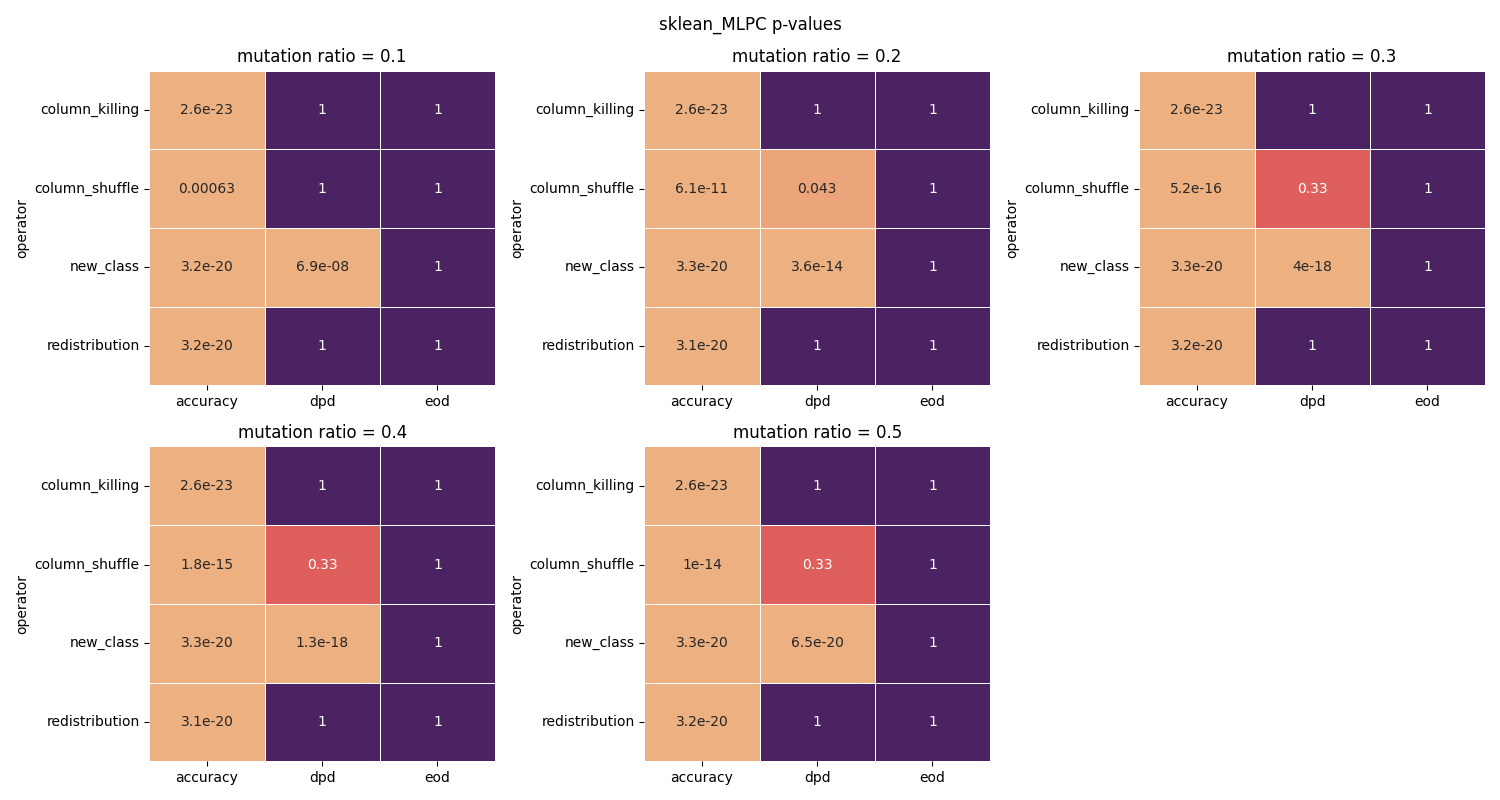 sklean_MLPC p-values
mutation ratio = 0.1
operator
column_killing 2.6e-23 1 1
column_shuffle 0.00063 1 1
new_class 3.2e-20 6.9e-08 1
redistribution 3.2e-20 1 1
accuracy dpd eod
mutation ratio = 0.2
operator
column_killing 2.6e-23 1 1
column_shuffle 6.1e-11 0.043 1
new_class 3.3e-20 3.6e-14 1
redistribution 3.1e-20 1 1
accuracy dpd eod
mutation ratio = 0.3
operator
column_killing 2.6e-23 1 1
column_shuffle 5.2e-16 0.33 1
new_class 3.3e-20 4e-18 1
redistribution 3.2e-20 1 1
accuracy dpd eod
mutation ratio = 0.4
operator
column_killing 2.6e-23 1 1
column_shuffle 1.8e-15 0.33 1
new_class 3.3e-20 1.3e-18 1
redistribution 3.1e-20 1 1
accuracy dpd eod
mutation ratio = 0.5
operator
column_killing 2.6e-23 1 1
column_shuffle 1e-14 0.33 1
new_class 3.3e-20 6.5e-20 1
redistribution 3.2e-20 1 1
accuracy dpd eod